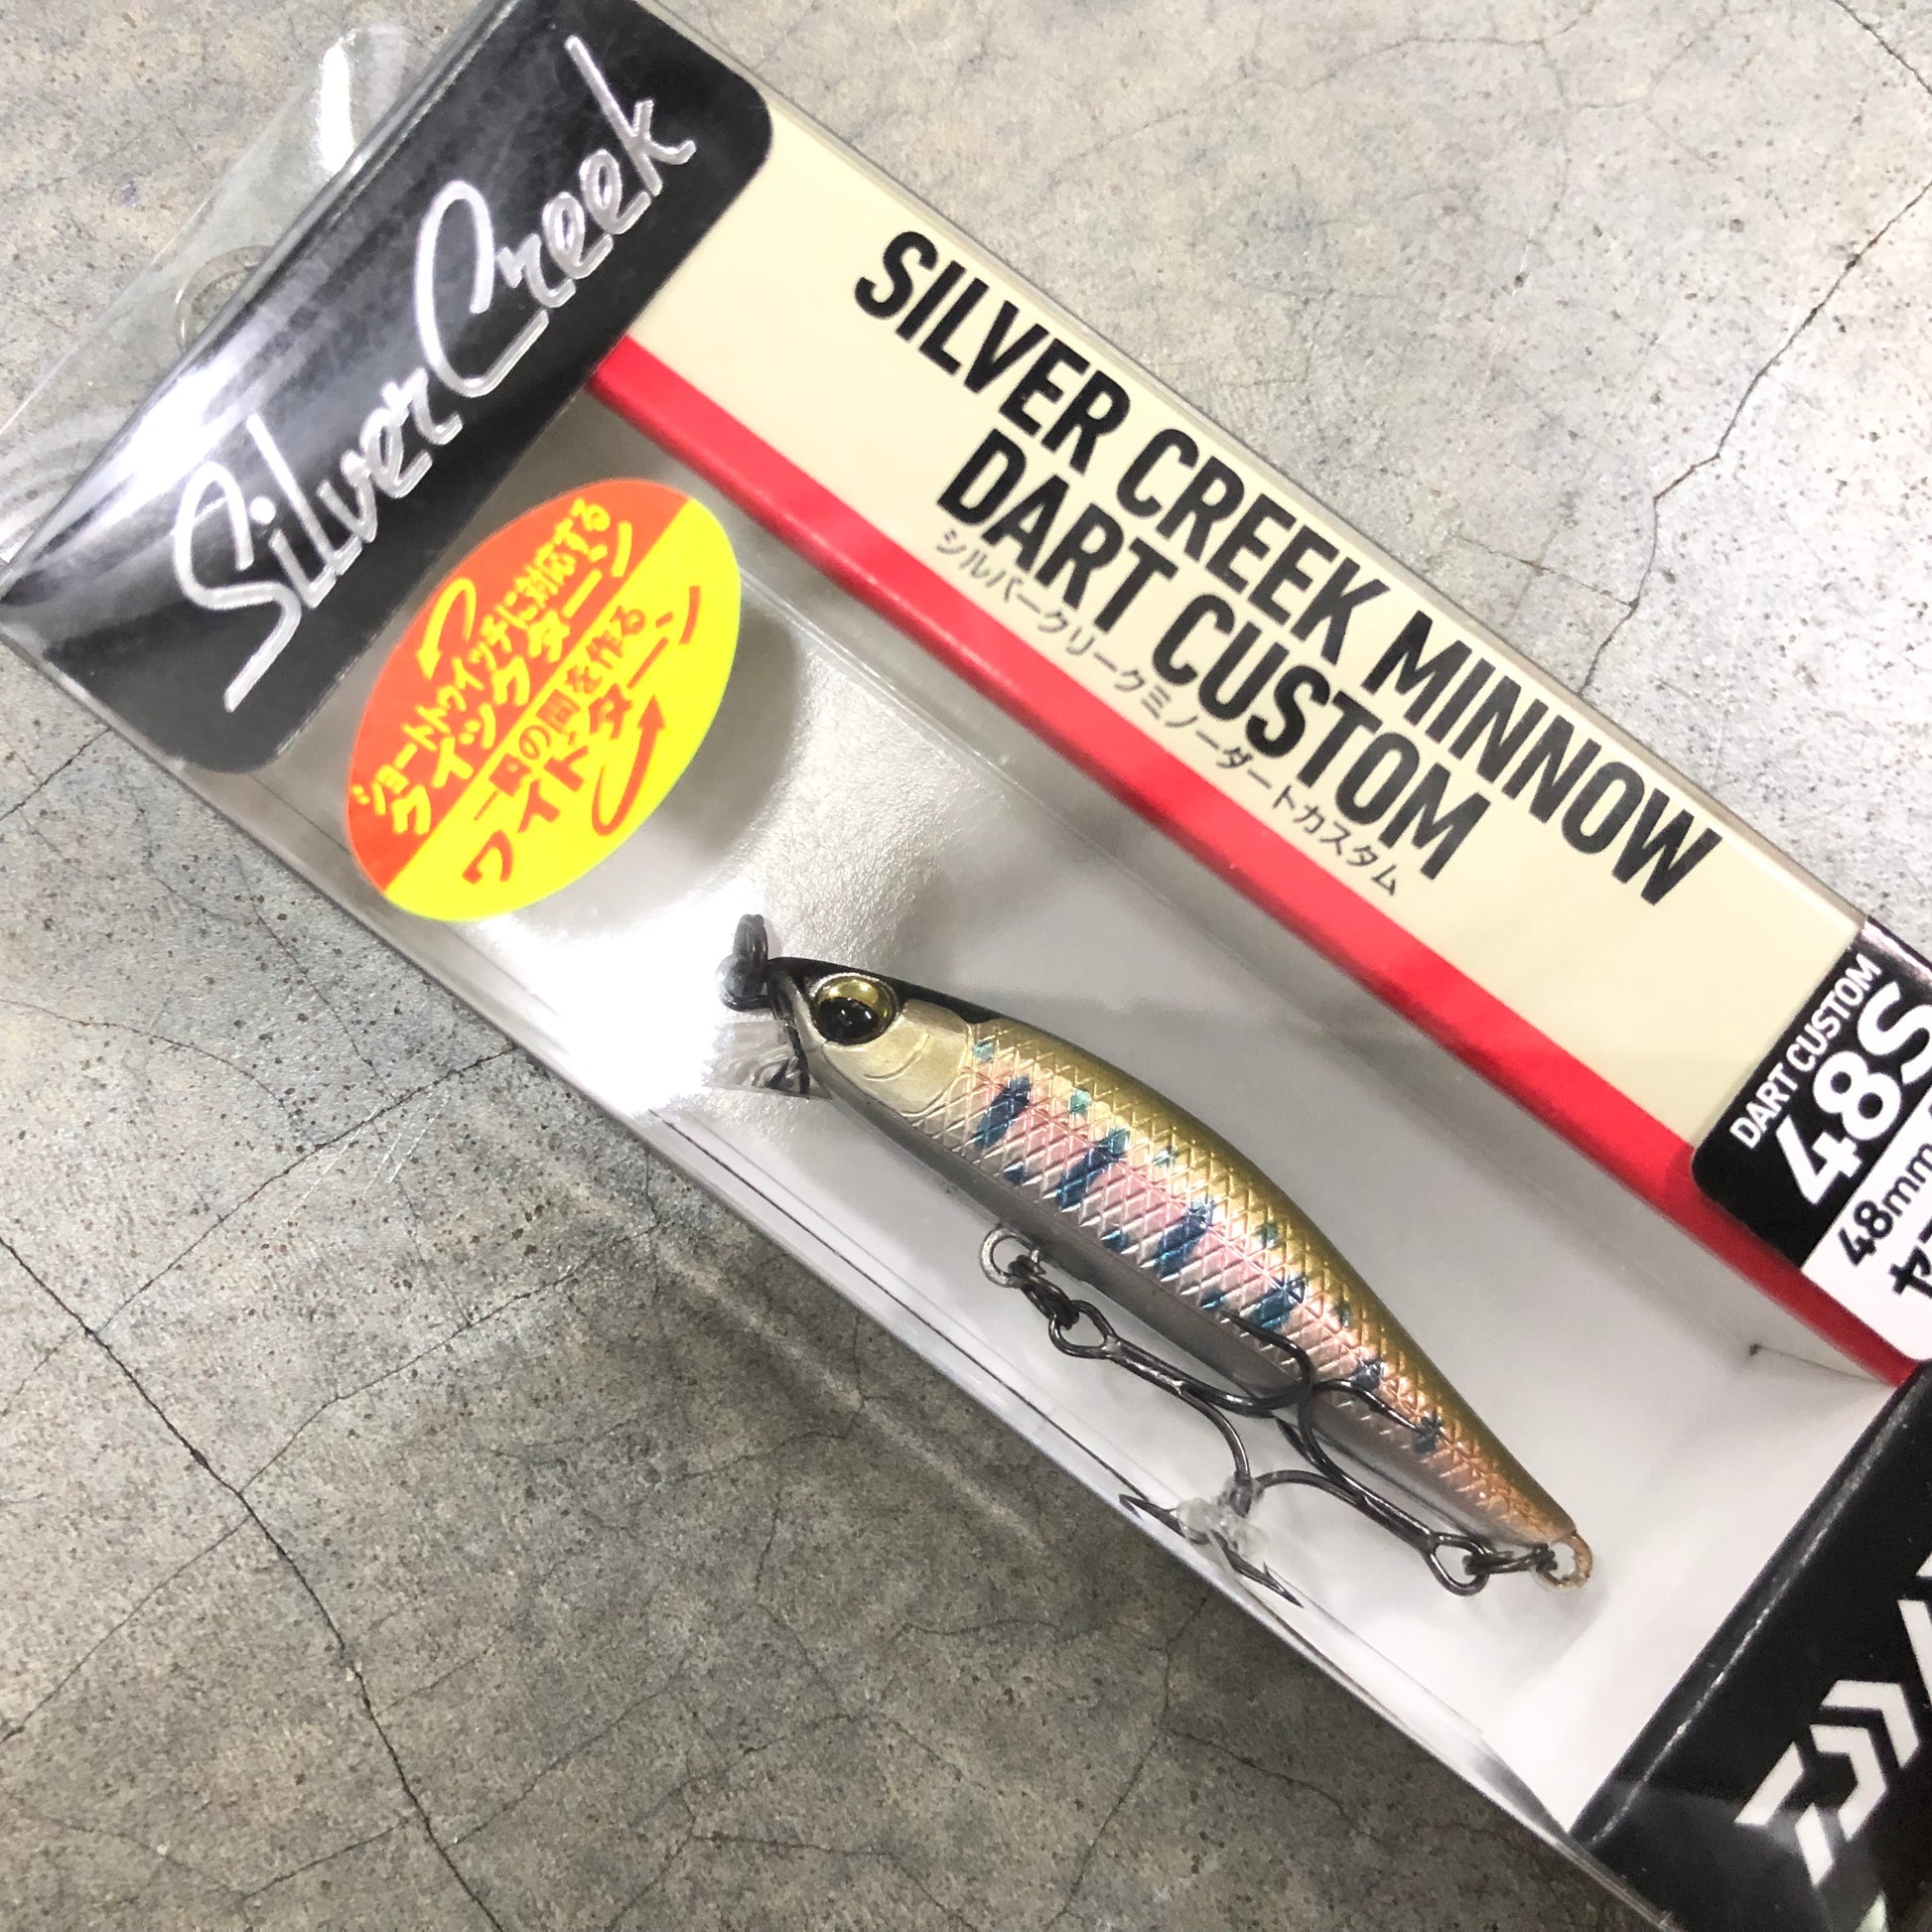 Silver Creek
SILVER CREEK MINNOW
DART CUSTOM
シルバークリークミノーダートカスタム
ショートトゥイッチに対応する
クイックターン
一瞬の間を作る
ワイドターン
DART CUSTOM
48S
48mm